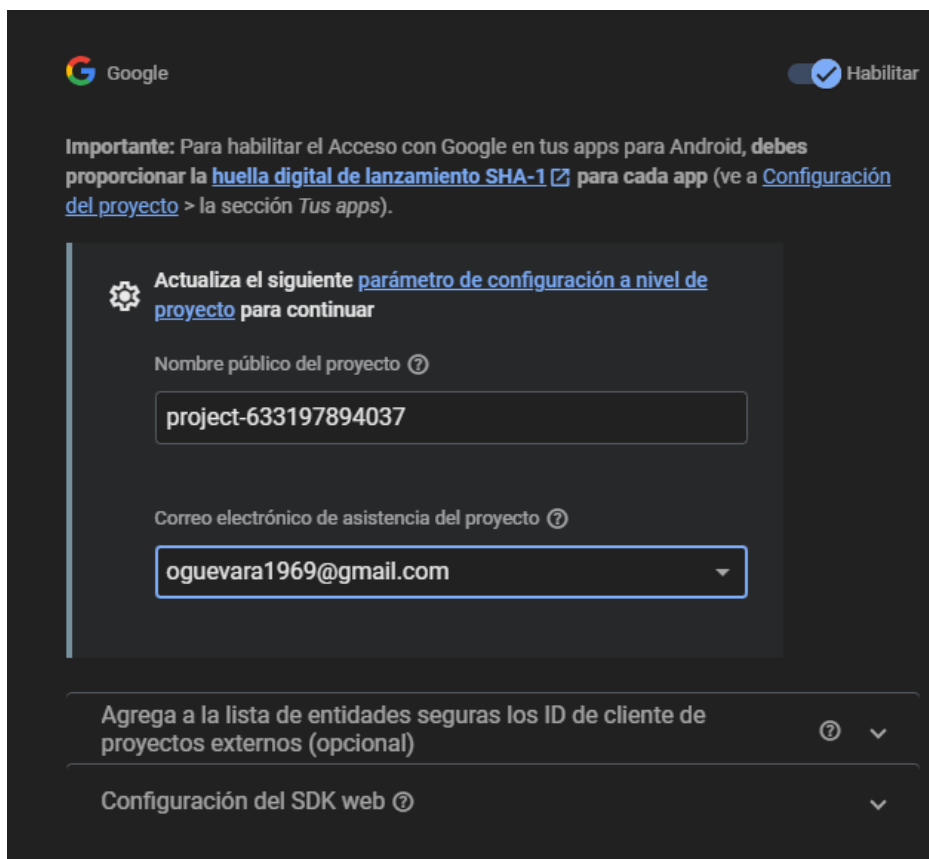 Google
Habilitar
Importante: Para habilitar el Acceso con Google en tus apps para Android, debes
proporcionar la huella digital de lanzamiento SHA-1 para cada app (ve a Configuración
del proyecto > la sección Tus apps).
Actualiza el siguiente parámetro de configuración a nivel de
proyecto para continuar
Nombre público del proyecto
project-633197894037
Correo electrónico de asistencia del proyecto
oguevara1969@gmail.com
Agrega a la lista de entidades seguras los ID de cliente de
proyectos externos (opcional)
Configuración del SDK web